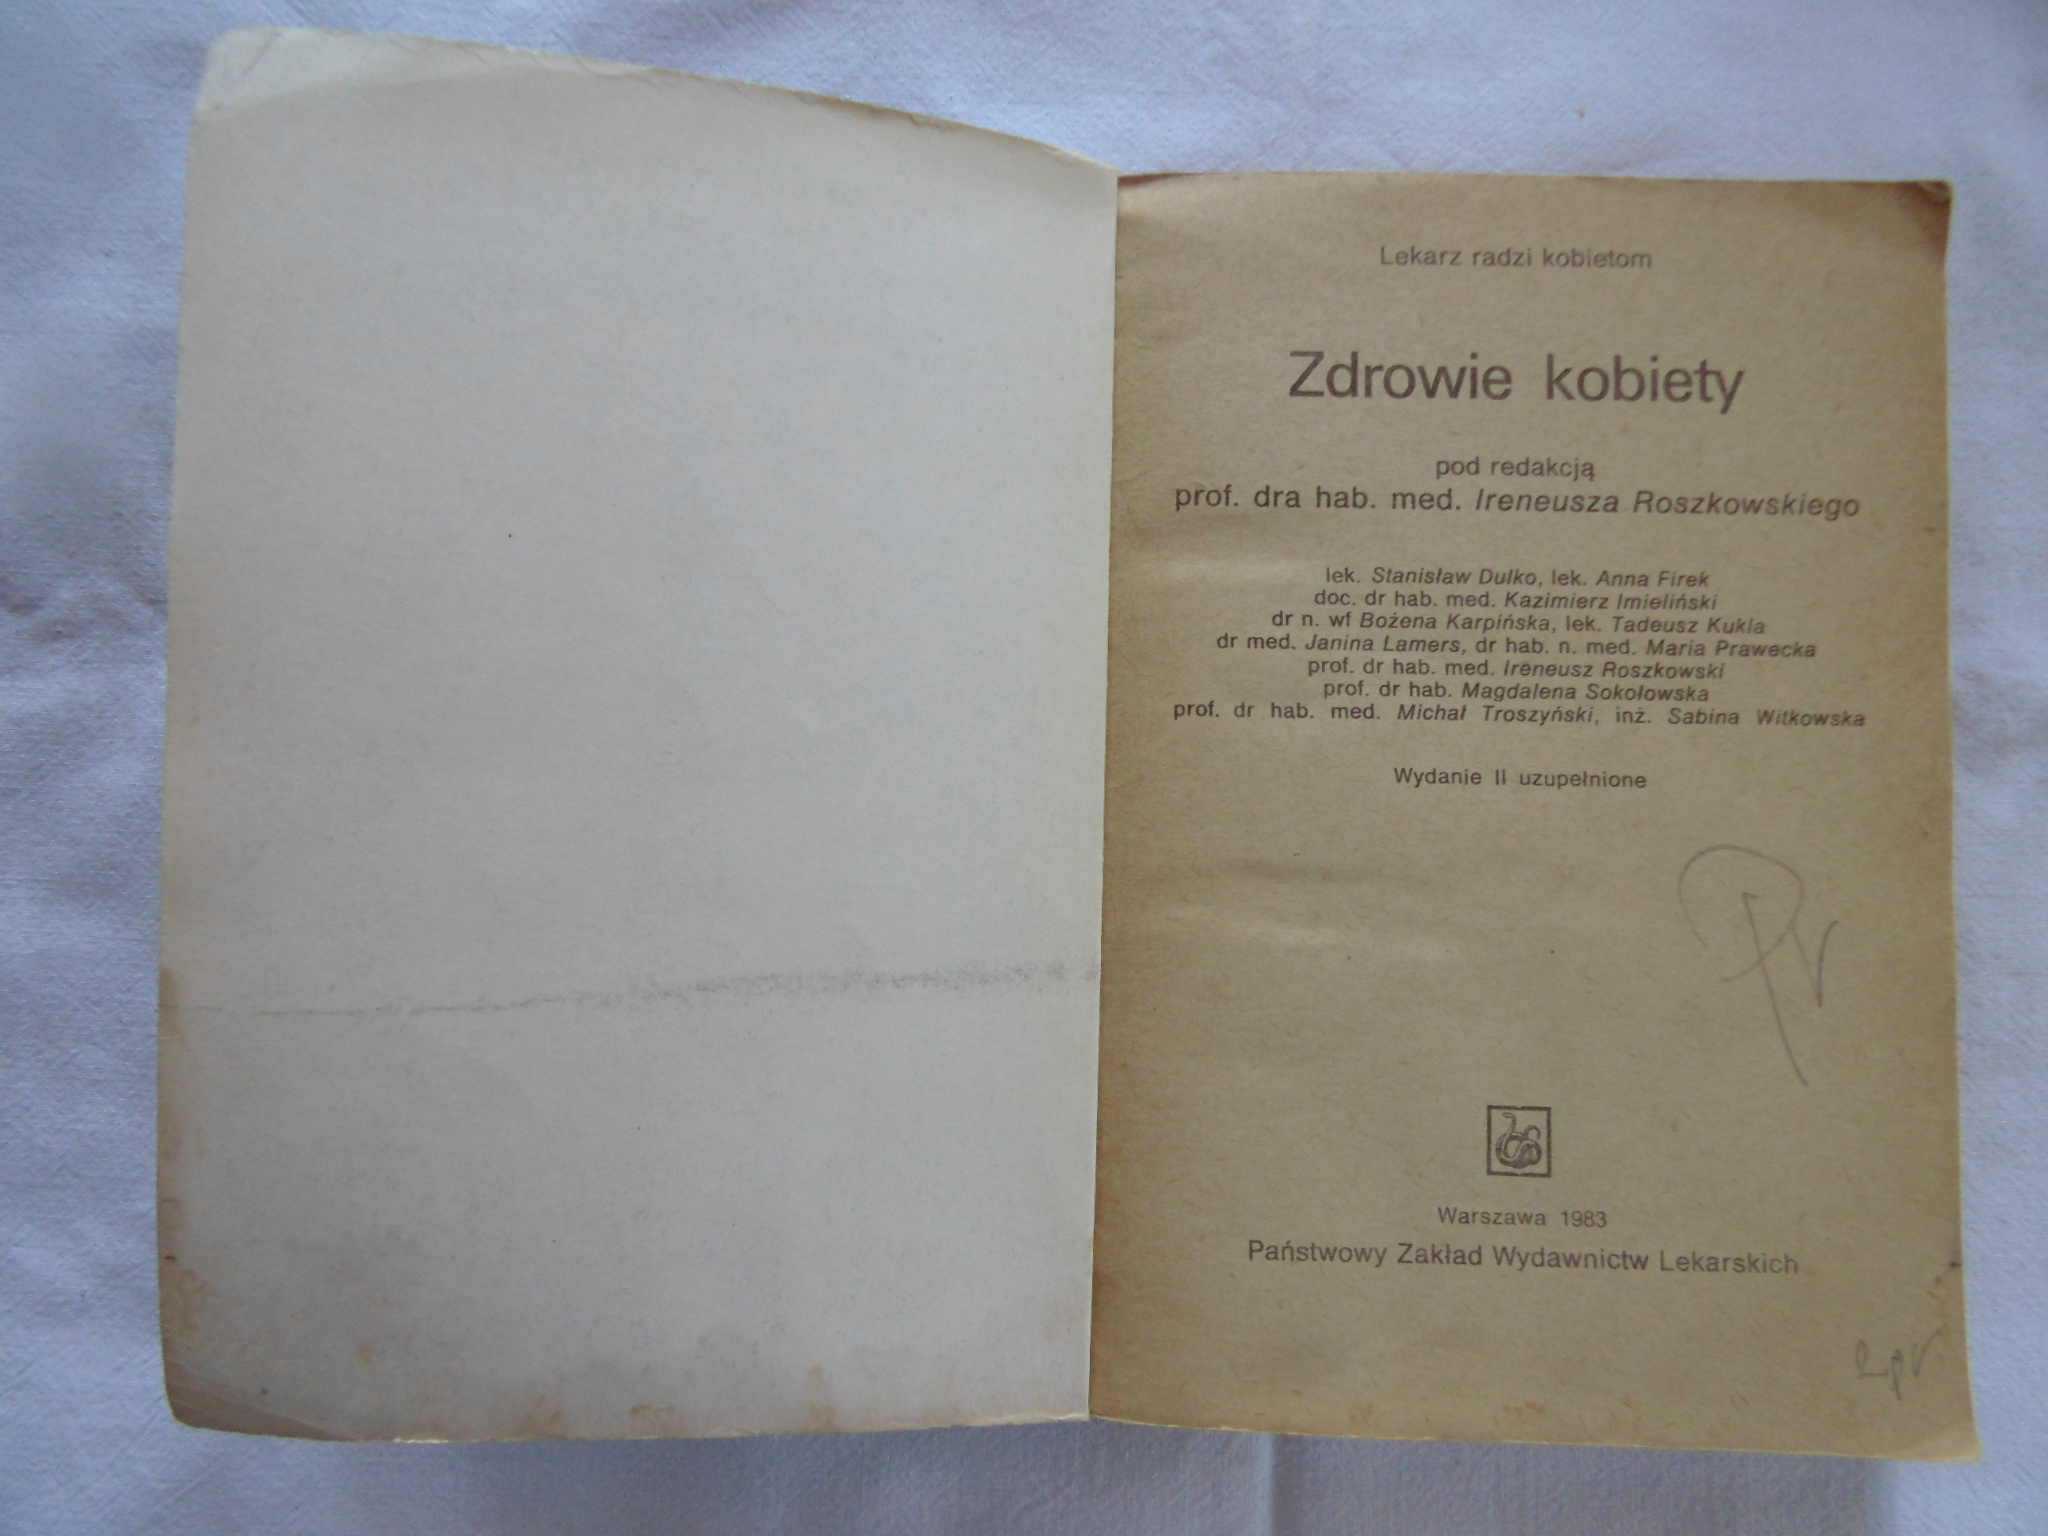 Lekarz radzi kobietom
Zdrowie kobiety
pod redakcją
prof. dra hab. med. Ireneusza Roszkowskiego
lek. Stanisław Dulko, lek. Anna Firek
doc. dr hab. med. Kazimierz Imieliński
dr n. wf Bożena Karpińska, lek. Tadeusz Kukla
dr med. Janina Lamers, dr hab. n. med. Maria Prawecka
prof. dr hab. med. Ireneusz Roszkowski
prof. dr hab. Magdalena Sokołowska
prof. dr hab. med. Michał Troszyński, inż. Sabina Witkowska
Wydanie II uzupełnione
Warszawa 1983
Państwowy Zakład Wydawnictw Lekarskich